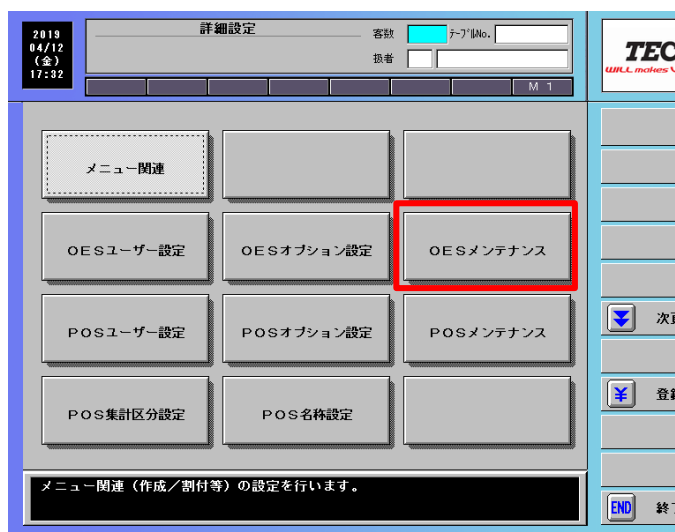 2019
04/12
(金)
17:32
詳細設定
客数
ﾃｰﾌﾞﾙNo.
扱者
M 1
TEC
WILL makes
メニュー関連
OESユーザー設定
OESオプション設定
OESメンテナンス
POSユーザー設定
POSオプション設定
POSメンテナンス
POS集計区分設定
POS名称設定
次
¥ 登
END 終
メニュー関連(作成/割付等)の設定を行います。